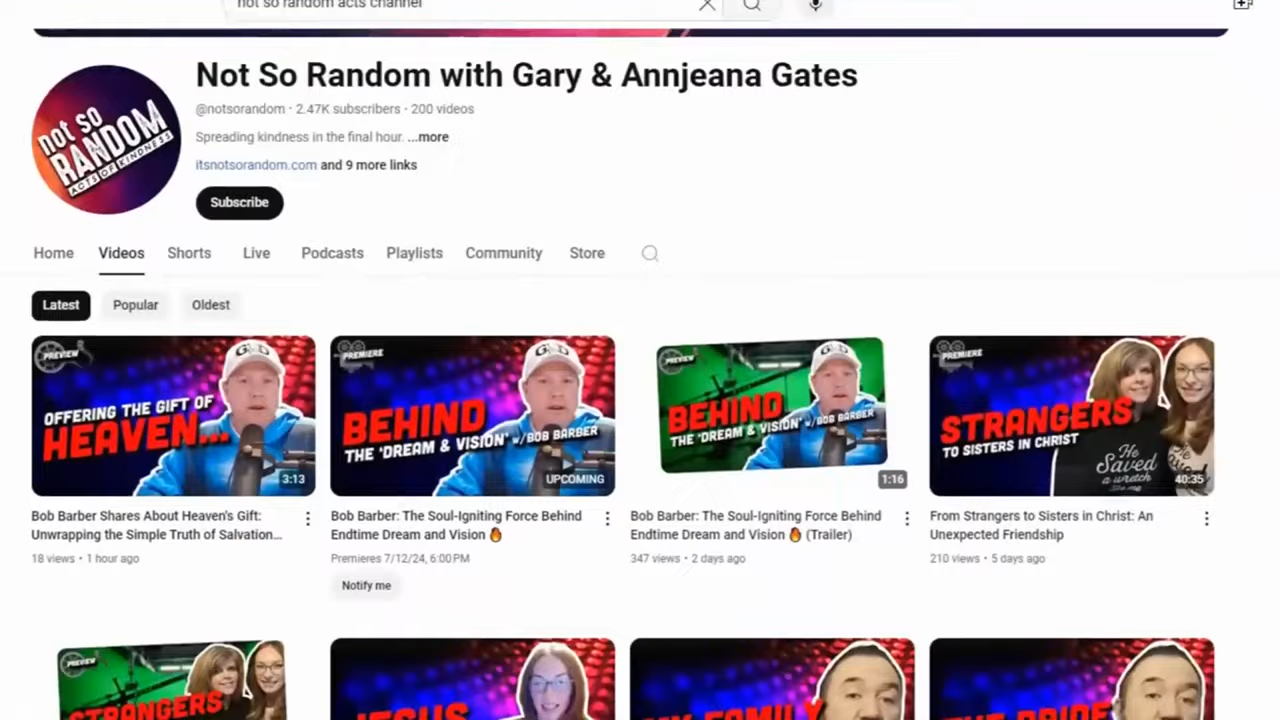 not so random acts channel
Not So Random with Gary & Annjeana Gates
@notsorandom · 2.47K subscribers · 200 videos
Spreading kindness in the final hour. ...more
itsnotsorandom.com and 9 more links
not so
RANDOM
ACTS OF KINDNESS
Subscribe
Home Videos Shorts Live Podcasts Playlists Community Store
Latest Popular Oldest
PREVIEW
OFFERING THE GIFT OF
HEAVEN...
3:13
PREMIERE
BEHIND
THE 'DREAM & VISION' w/BOB BARBER
UPCOMING
PREVIEW
BEHIND
THE 'DREAM & VISION' w/BOB BARBER
1:16
PREMIERE
STRANGERS
TO SISTERS IN CHRIST
He
Saved
a wretch
40:35
Bob Barber Shares About Heaven's Gift:
Unwrapping the Simple Truth of Salvation...
18 views · 1 hour ago
Bob Barber: The Soul-Igniting Force Behind
Endtime Dream and Vision 🔥
Premieres 7/12/24, 6:00 PM
Notify me
Bob Barber: The Soul-Igniting Force Behind
Endtime Dream and Vision 🔥 (Trailer)
347 views · 2 days ago
From Strangers to Sisters in Christ: An
Unexpected Friendship
210 views · 5 days ago
PREVIEW
STRANGERS
JESUS
MY FAMILY
THE PRIDE